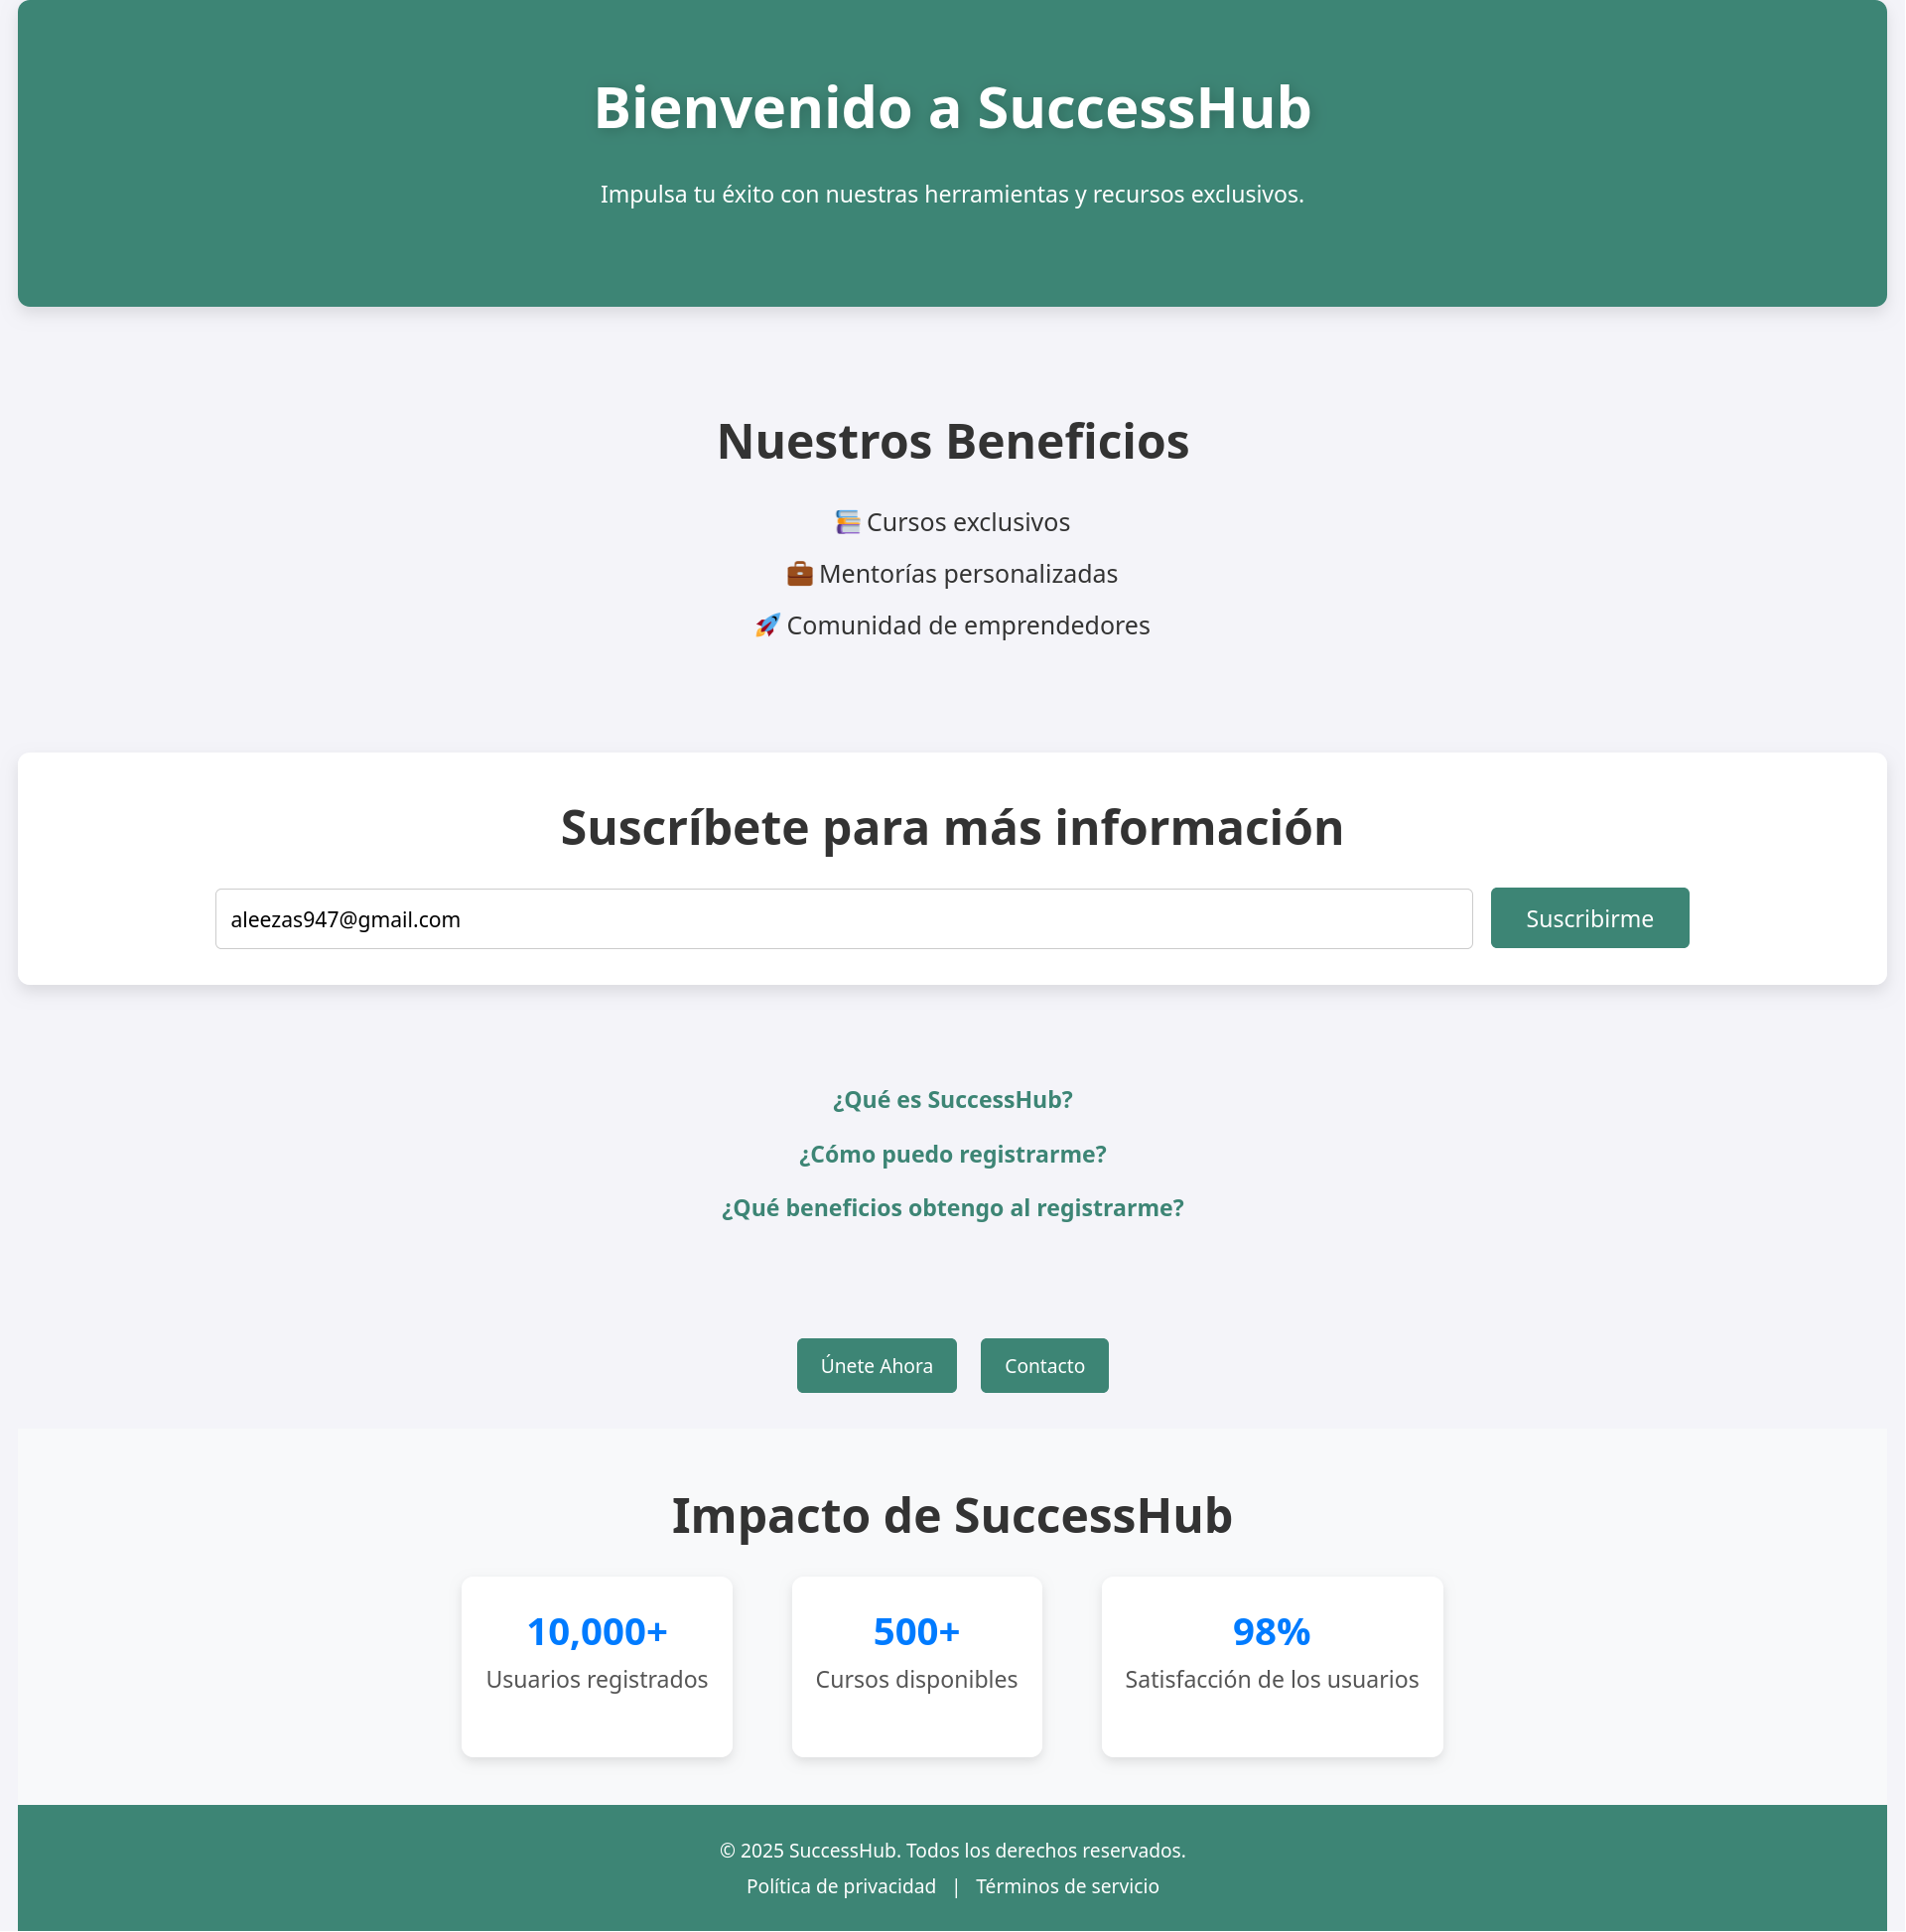 Bienvenido a SuccessHub
Impulsa tu éxito con nuestras herramientas y recursos exclusivos.
Nuestros Beneficios
📚 Cursos exclusivos
💼 Mentorías personalizadas
🚀 Comunidad de emprendedores
Suscríbete para más información
aleezas947@gmail.com
Suscribirme
¿Qué es SuccessHub?
¿Cómo puedo registrarme?
¿Qué beneficios obtengo al registrarme?
Únete Ahora
Contacto
Impacto de SuccessHub
10,000+
Usuarios registrados
500+
Cursos disponibles
98%
Satisfacción de los usuarios
© 2025 SuccessHub. Todos los derechos reservados.
Política de privacidad | Términos de servicio